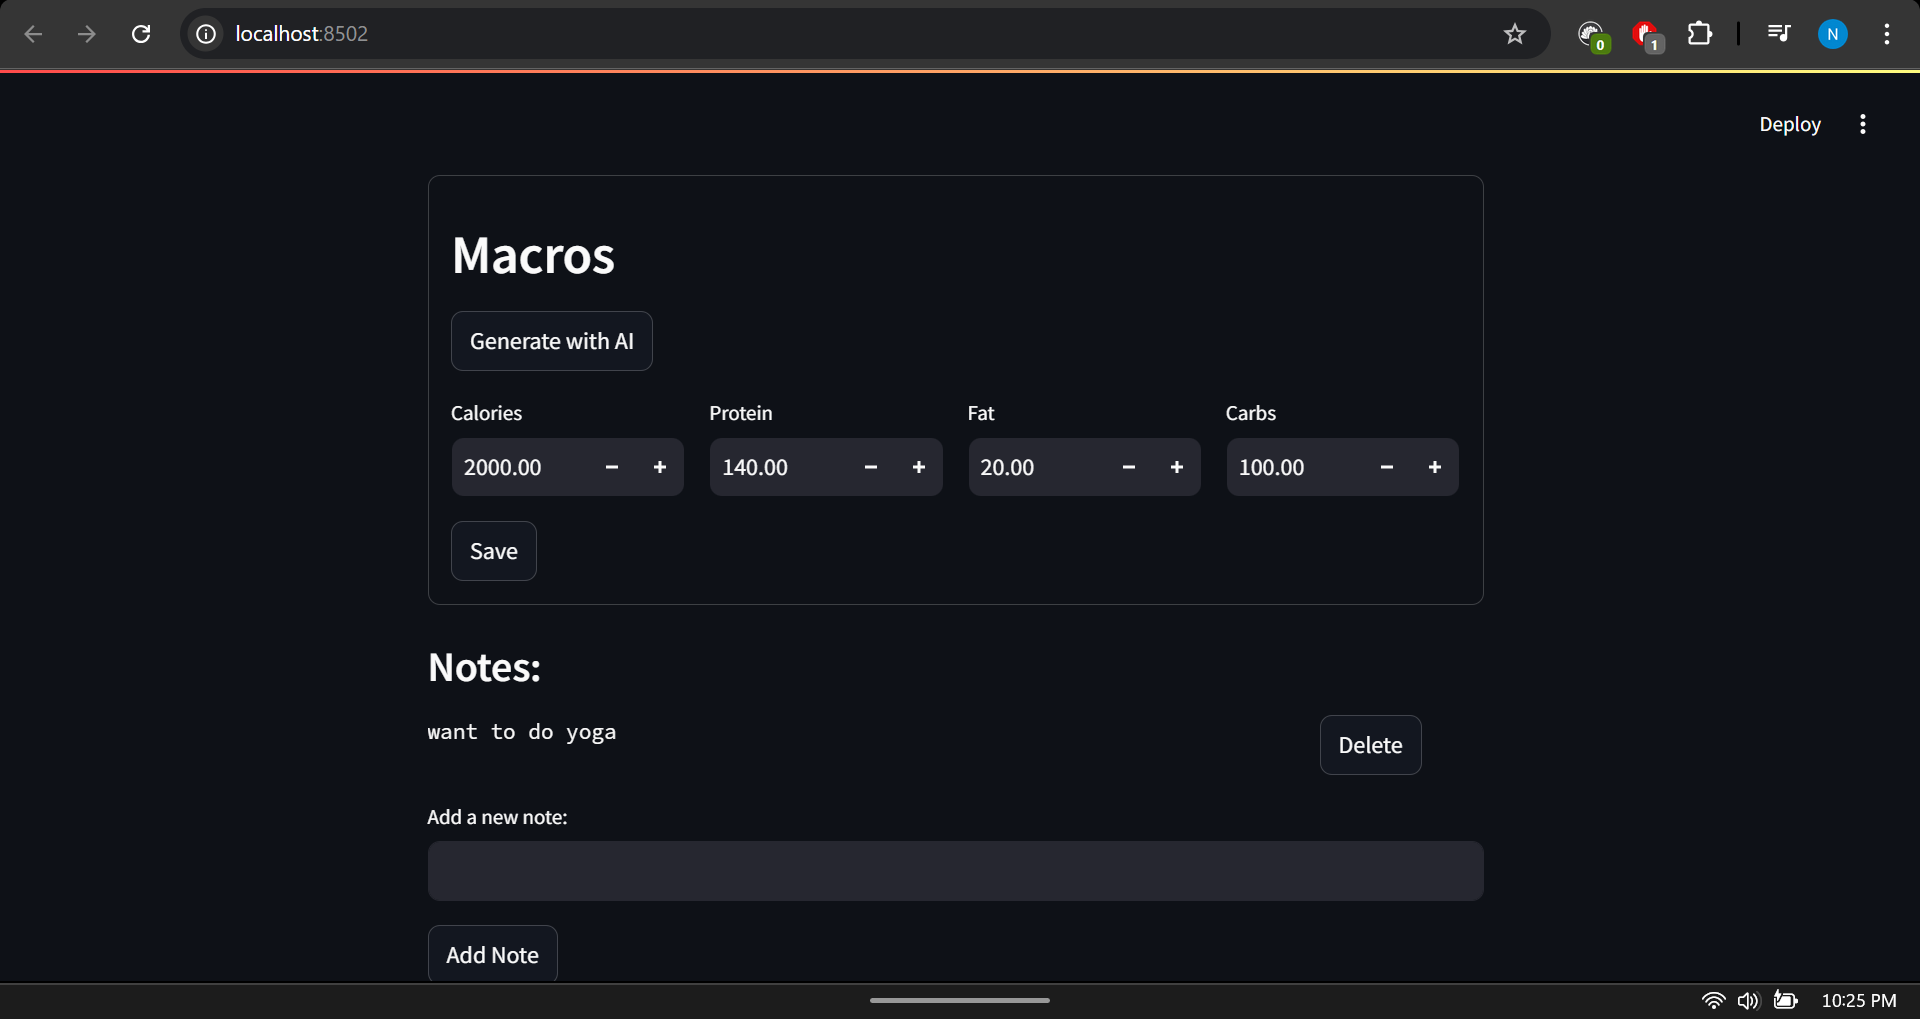 localhost:8502
0
1
N
Deploy
Macros
Generate with AI
Calories Protein Fat Carbs
2000.00 140.00 20.00 100.00
Save
Notes:
want to do yoga
Delete
Add a new note:
Add Note
10:25 PM